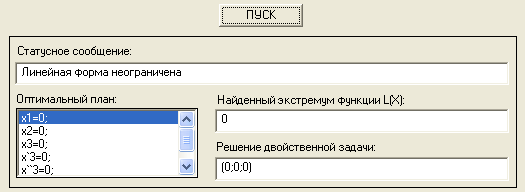 ПУСК
Статусное сообщение:
Линейная форма неограничена
Оптимальный план:
x1=0;
x2=0;
x3=0;
x`3=0;
x``3=0;
Найденный экстремум функции L(X):
0
Решение двойственной задачи:
(0;0;0)